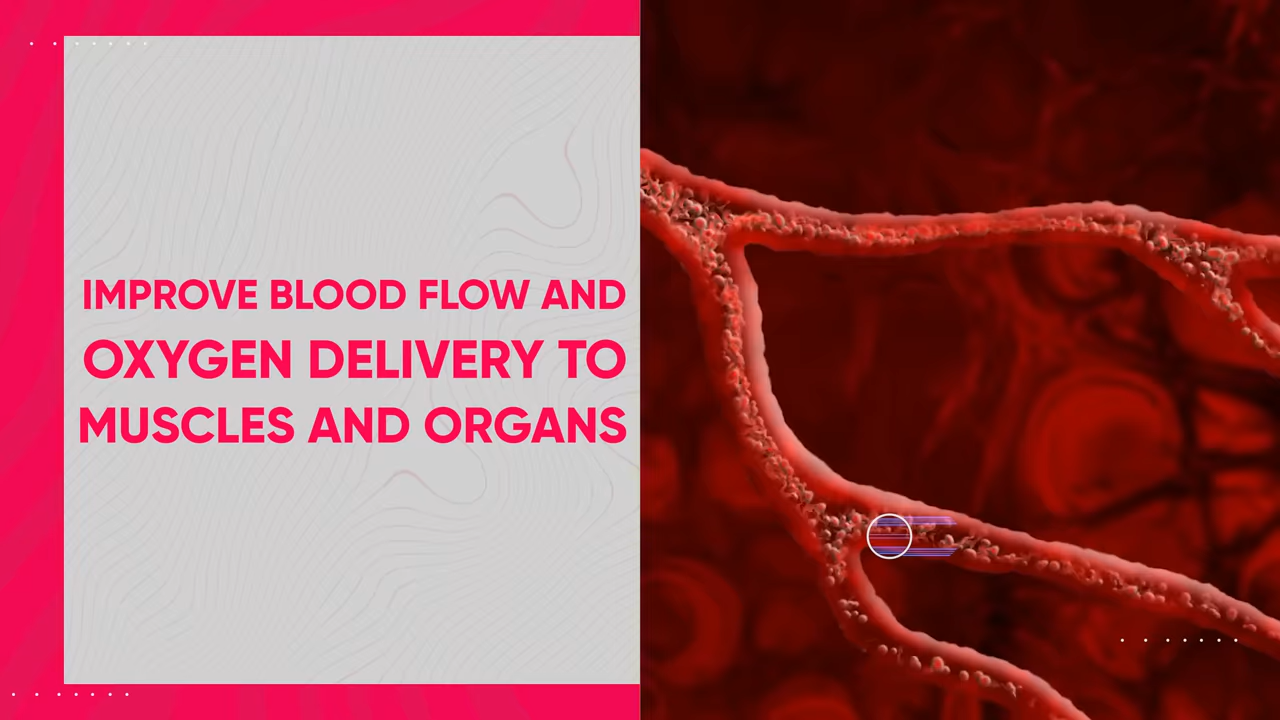 IMPROVE BLOOD FLOW AND
OXYGEN DELIVERY TO
MUSCLES AND ORGANS